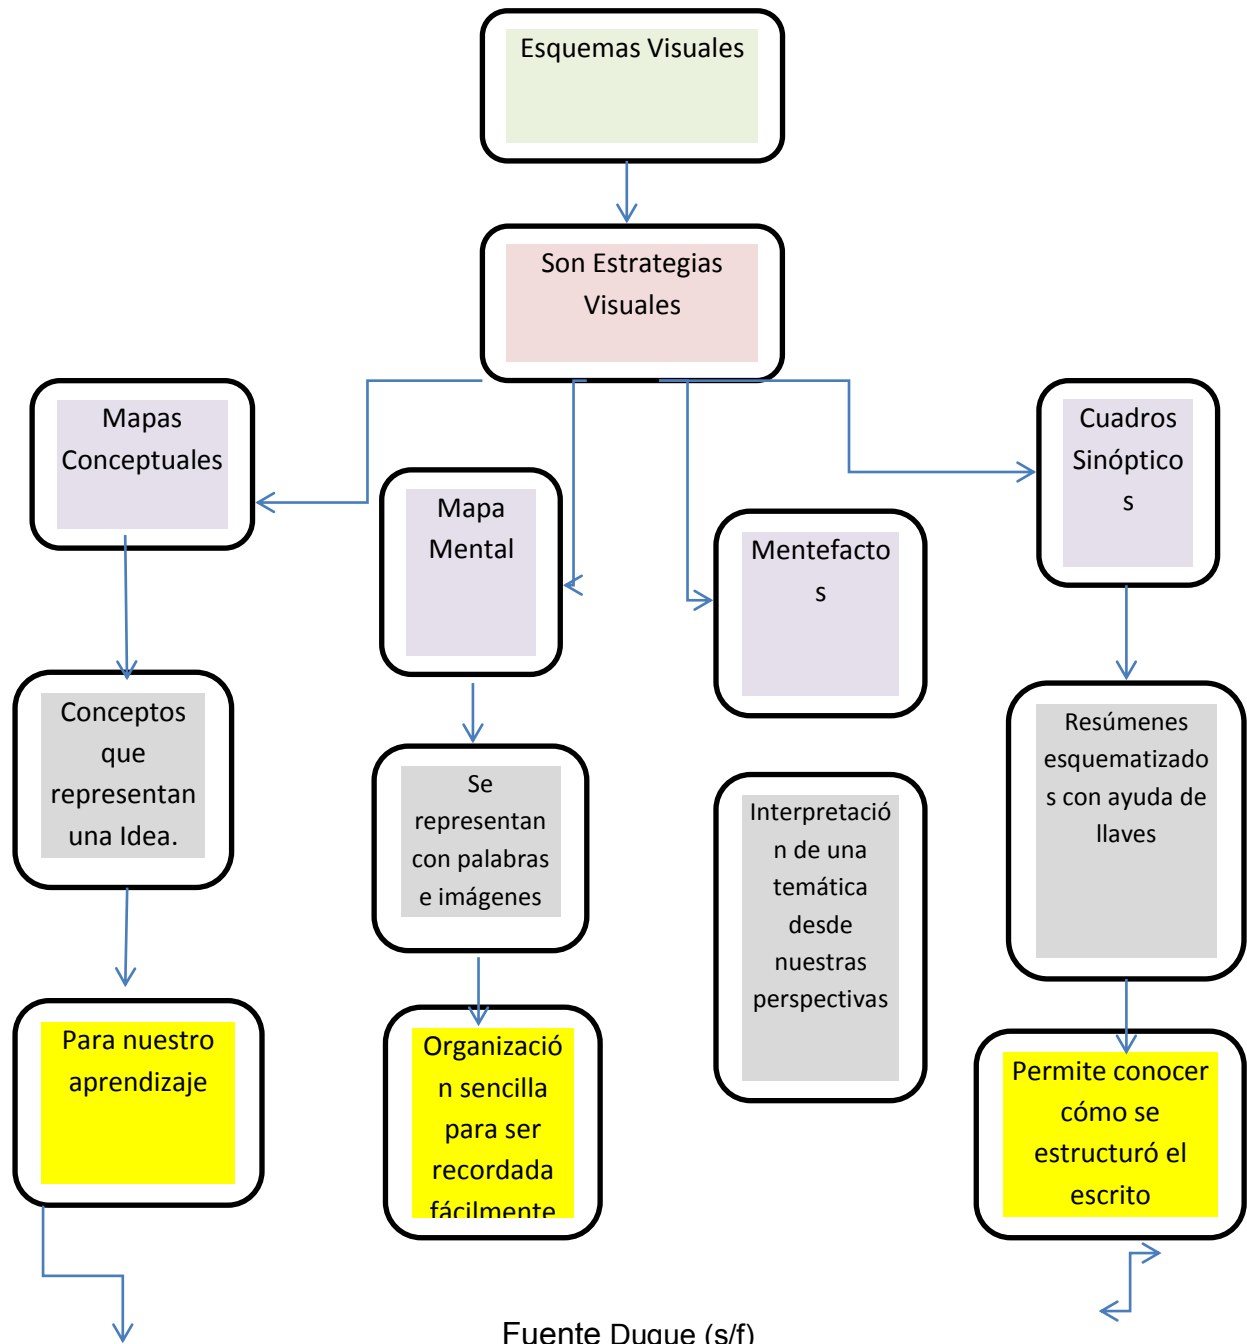 Esquemas Visuales
Son Estrategias
Visuales
Mapas
Conceptuales
Mapa
Mental
Mentefacto
s
Cuadros
Sinóptico
s
Conceptos
que
representan
una Idea.
Se
representan
con palabras
e imágenes
Interpretació
n de una
temática
desde
nuestras
perspectivas
Resúmenes
esquematizado
s con ayuda de
llaves
Para nuestro
aprendizaje
Organizació
n sencilla
para ser
recordada
fácilmente
Permite conocer
cómo se
estructuró el
escrito
Fuente Duque (s/f)